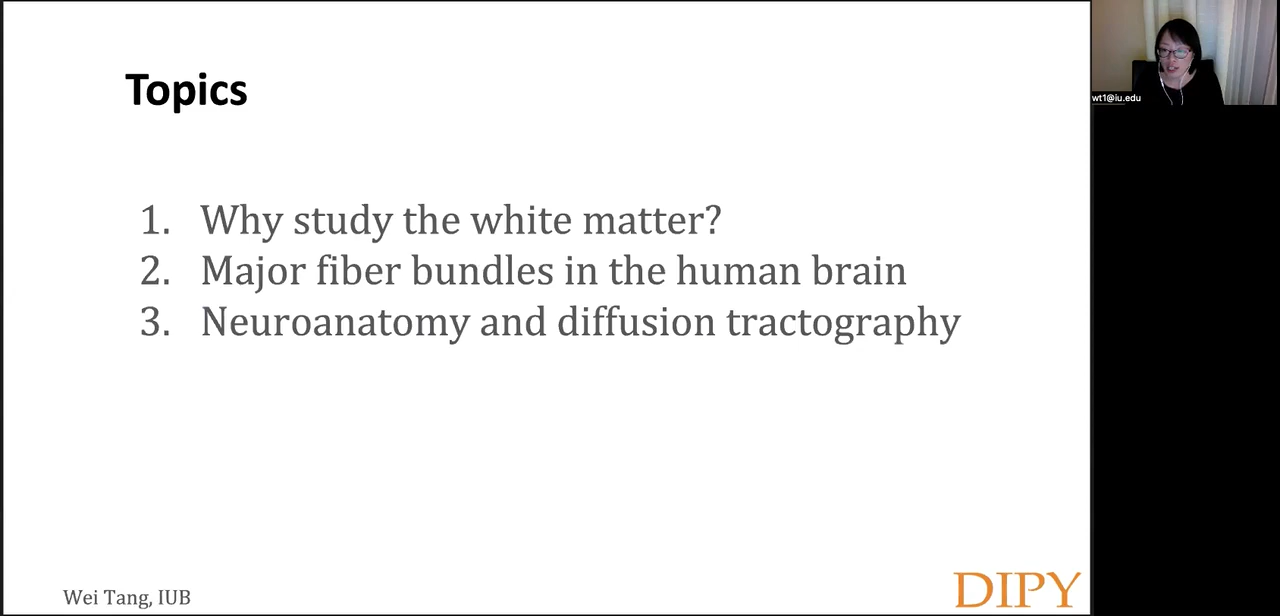 Topics
1. Why study the white matter?
2. Major fiber bundles in the human brain
3. Neuroanatomy and diffusion tractography
Wei Tang, IUB
DIPY
wt1@iu.edu